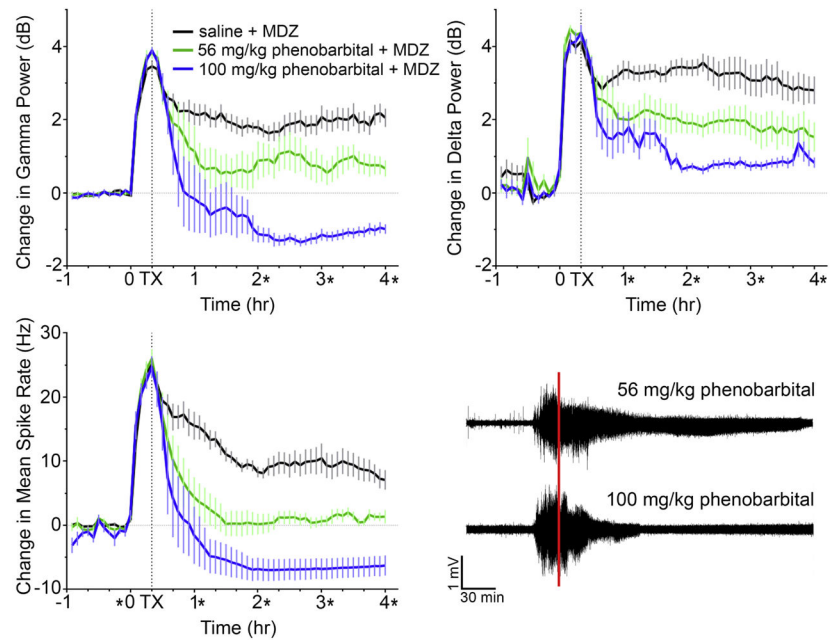 saline + MDZ
56 mg/kg phenobarbital + MDZ
100 mg/kg phenobarbital + MDZ
Change in Gamma Power (dB)
4
2
0
-2
-1 0 TX 1* 2* 3* 4*
Time (hr)
Change in Delta Power (dB)
4
2
0
-2
-1 0 TX 1* 2* 3* 4*
Time (hr)
Change in Mean Spike Rate (Hz)
30
20
10
0
-10
-1 *0 TX 1* 2* 3* 4*
Time (hr)
56 mg/kg phenobarbital
100 mg/kg phenobarbital
1 mV
30 min